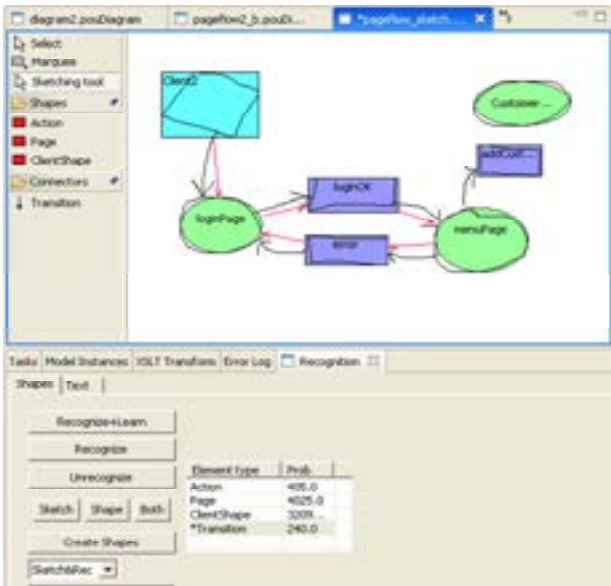 diagram2.pouDiagram
pageflow2_b.pouDi...
*pageflow_sketch....
Select
Marquee
Sketching tool
Shapes
Action
Page
ClientShape
Connectors
Transition
Client2
Customer ...
addCust...
loginOK
loginPage
menuPage
error
Tasks Model Instances XSLT Transform Error Log Recognition
Shapes Text
Recognize+Learn
Recognize
Unrecognize
Sketch Shape Both
Create Shapes
Sketch&Rec
Element type Prob
Action 405.0
Page 4025.0
ClientShape 3209...
*Transition 240.0